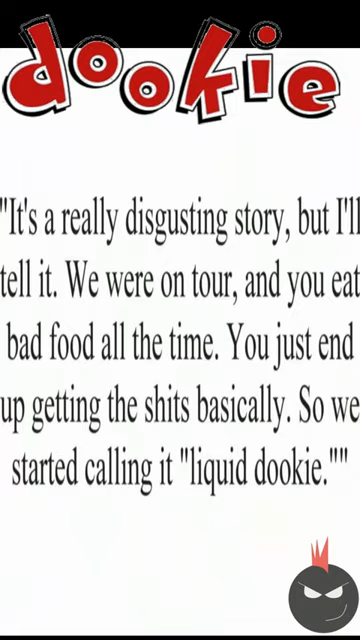 dookie
"It's a really disgusting story, but I'll
tell it. We were on tour, and you eat
bad food all the time. You just end
up getting the shits basically. So we
started calling it "liquid dookie.""